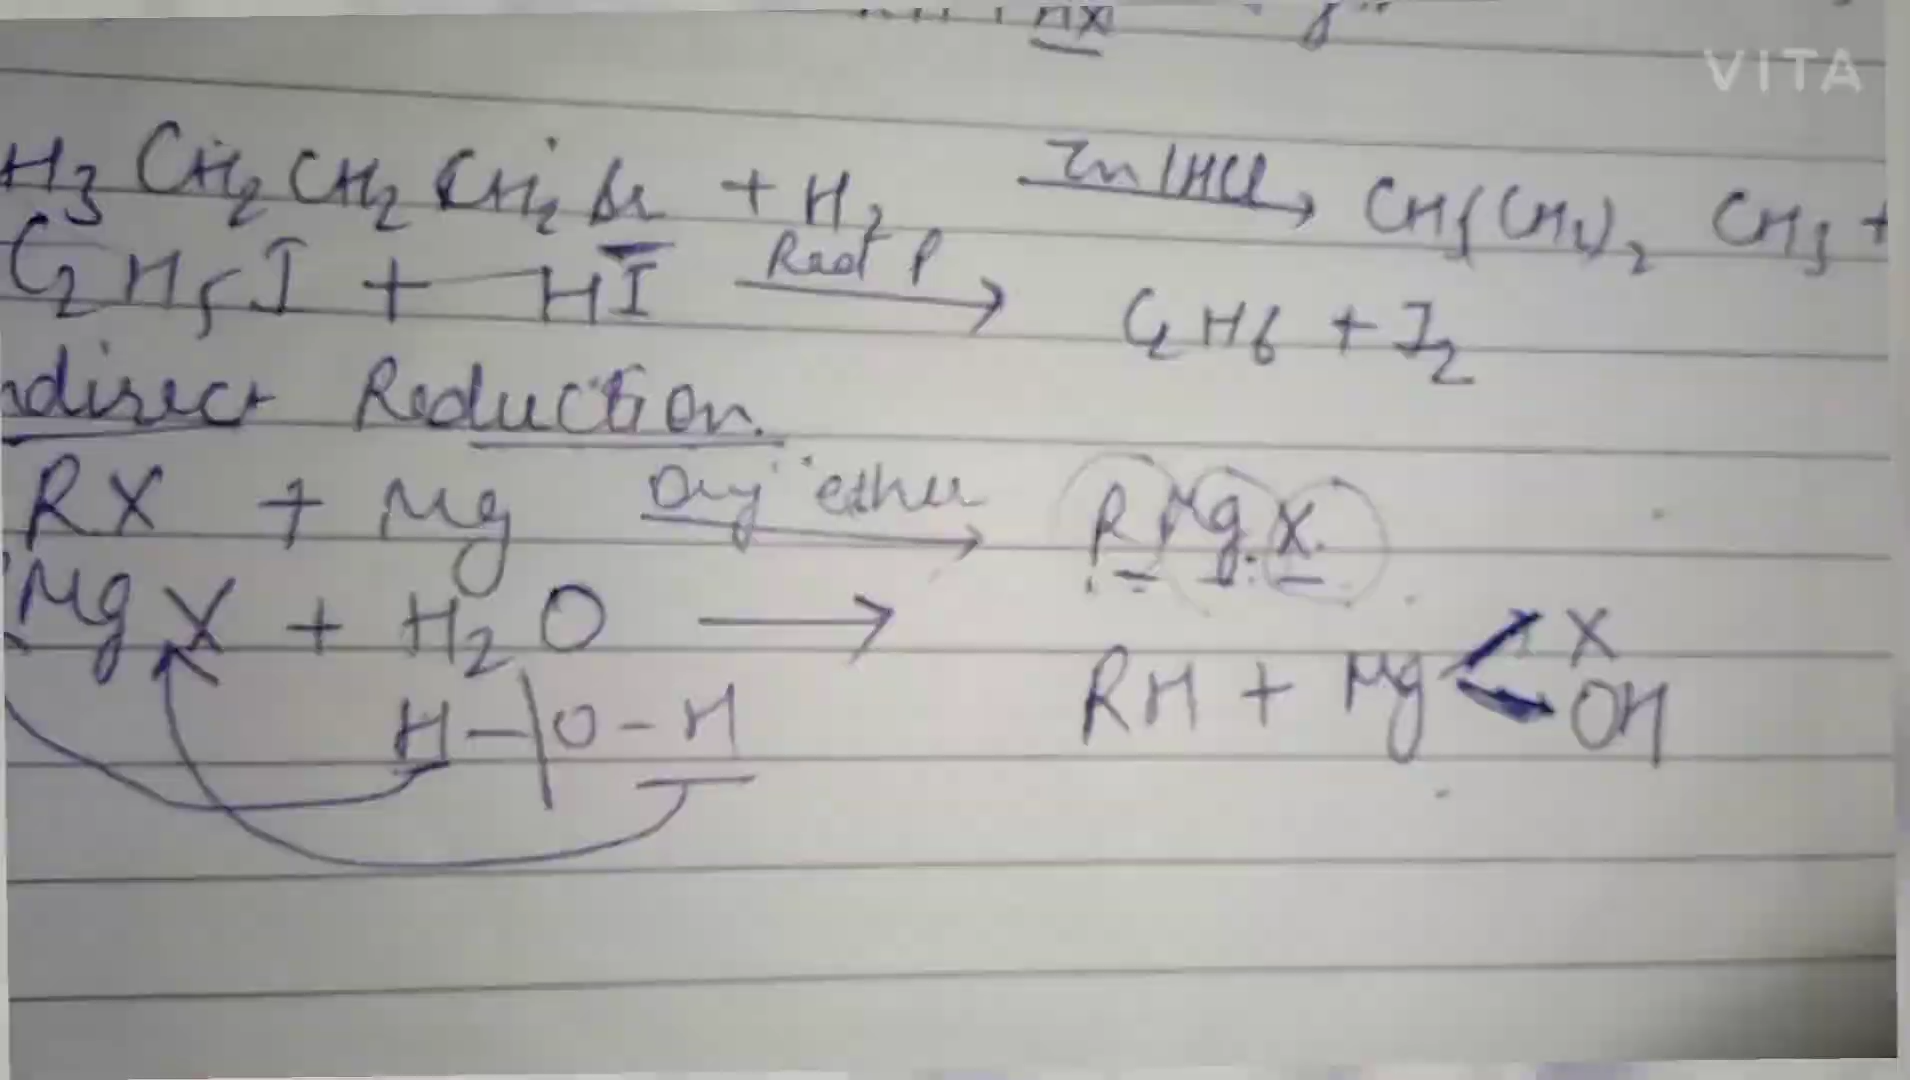 VITA
H₃ CH₂ CH₂ CH₂ Br + H₂ Zn/HCl → CH₃(CH₂)₂ CH₃ +
C₂H₅I + HI Red P → C₂H₆ + I₂
ndirect Reduction.
RX + Mg Dry ether → RMgX.
MgX + H₂O → RH + Mg < X OH
H-|O-H